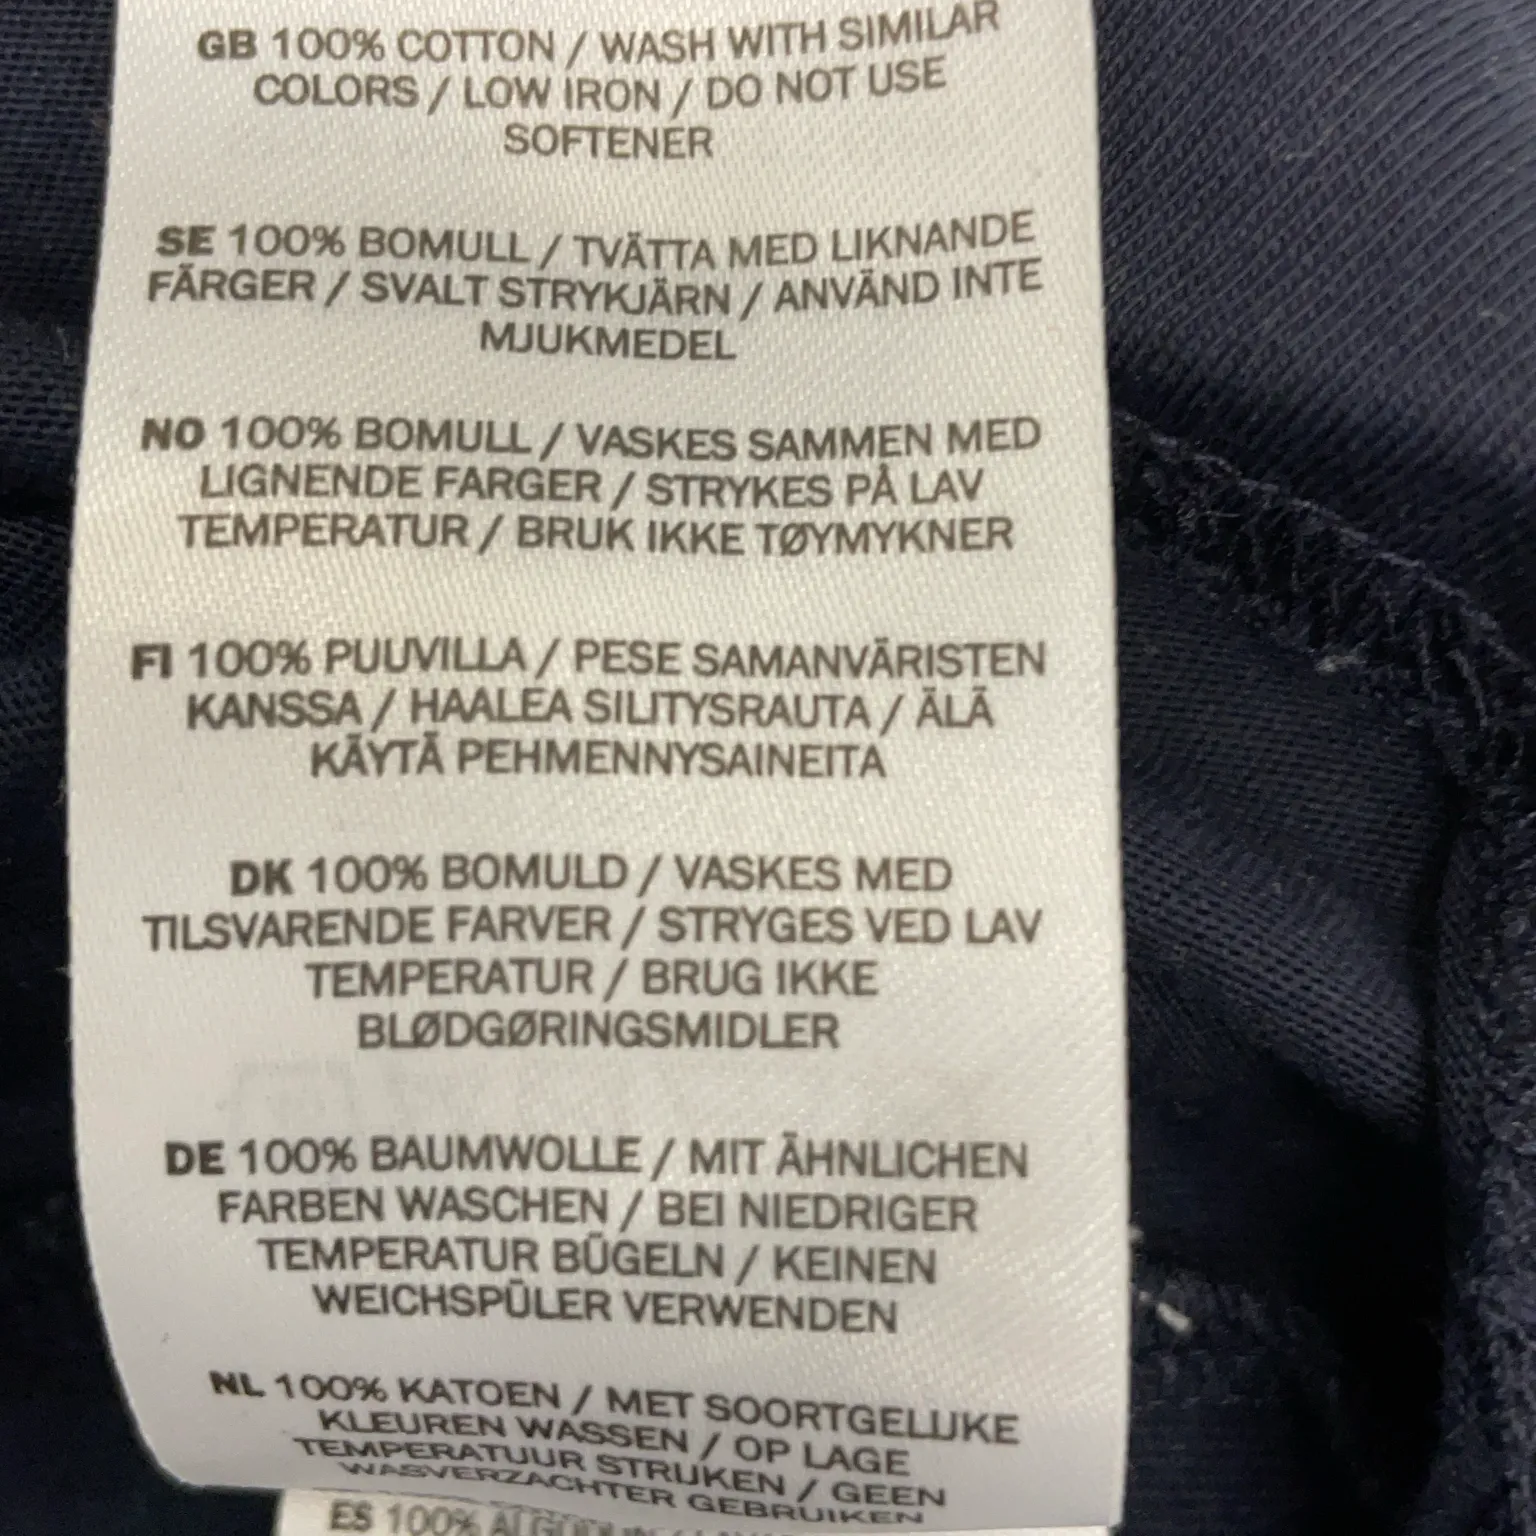 GB 100% COTTON / WASH WITH SIMILAR
COLORS / LOW IRON / DO NOT USE
SOFTENER
SE 100% BOMULL / TVÄTTA MED LIKNANDE
FÄRGER / SVALT STRYKJÄRN / ANVÄND INTE
MJUKMEDEL
NO 100% BOMULL / VASKES SAMMEN MED
LIGNENDE FARGER / STRYKES PÅ LAV
TEMPERATUR / BRUK IKKE TØYMYKNER
FI 100% PUUVILLA / PESE SAMANVÄRISTEN
KANSSA / HAALEA SILITYSRAUTA / ÄLÄ
KÄYTÄ PEHMENNYSAINEITA
DK 100% BOMULD / VASKES MED
TILSVARENDE FARVER / STRYGES VED LAV
TEMPERATUR / BRUG IKKE
BLØDGØRINGSMIDLER
DE 100% BAUMWOLLE / MIT ÄHNLICHEN
FARBEN WASCHEN / BEI NIEDRIGER
TEMPERATUR BÜGELN / KEINEN
WEICHSPÜLER VERWENDEN
NL 100% KATOEN / MET SOORTGELIJKE
KLEUREN WASSEN / OP LAGE
TEMPERATUUR STRIJKEN / GEEN
WASVERZACHTER GEBRUIKEN
ES 100%